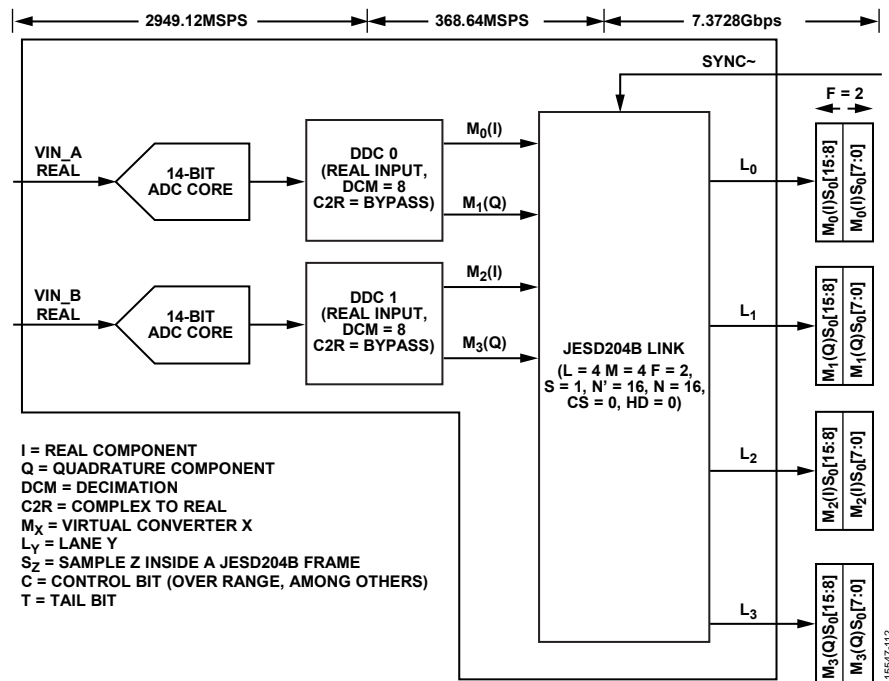 2949.12MSPS
368.64MSPS
7.3728Gbps
SYNC~
F = 2
VIN_A
REAL
14-BIT
ADC CORE
DDC 0
(REAL INPUT,
DCM = 8
C2R = BYPASS)
M0(I)
M1(Q)
VIN_B
REAL
14-BIT
ADC CORE
DDC 1
(REAL INPUT,
DCM = 8
C2R = BYPASS)
M2(I)
M3(Q)
JESD204B LINK
(L = 4 M = 4 F = 2,
S = 1, N' = 16, N = 16,
CS = 0, HD = 0)
L0
M0(I)S0[15:8]
M0(I)S0[7:0]
L1
M1(Q)S0[15:8]
M1(Q)S0[7:0]
L2
M2(I)S0[15:8]
M2(I)S0[7:0]
L3
M3(Q)S0[15:8]
M3(Q)S0[7:0]
I = REAL COMPONENT
Q = QUADRATURE COMPONENT
DCM = DECIMATION
C2R = COMPLEX TO REAL
MX = VIRTUAL CONVERTER X
LY = LANE Y
SZ = SAMPLE Z INSIDE A JESD204B FRAME
C = CONTROL BIT (OVER RANGE, AMONG OTHERS)
T = TAIL BIT
15547-112